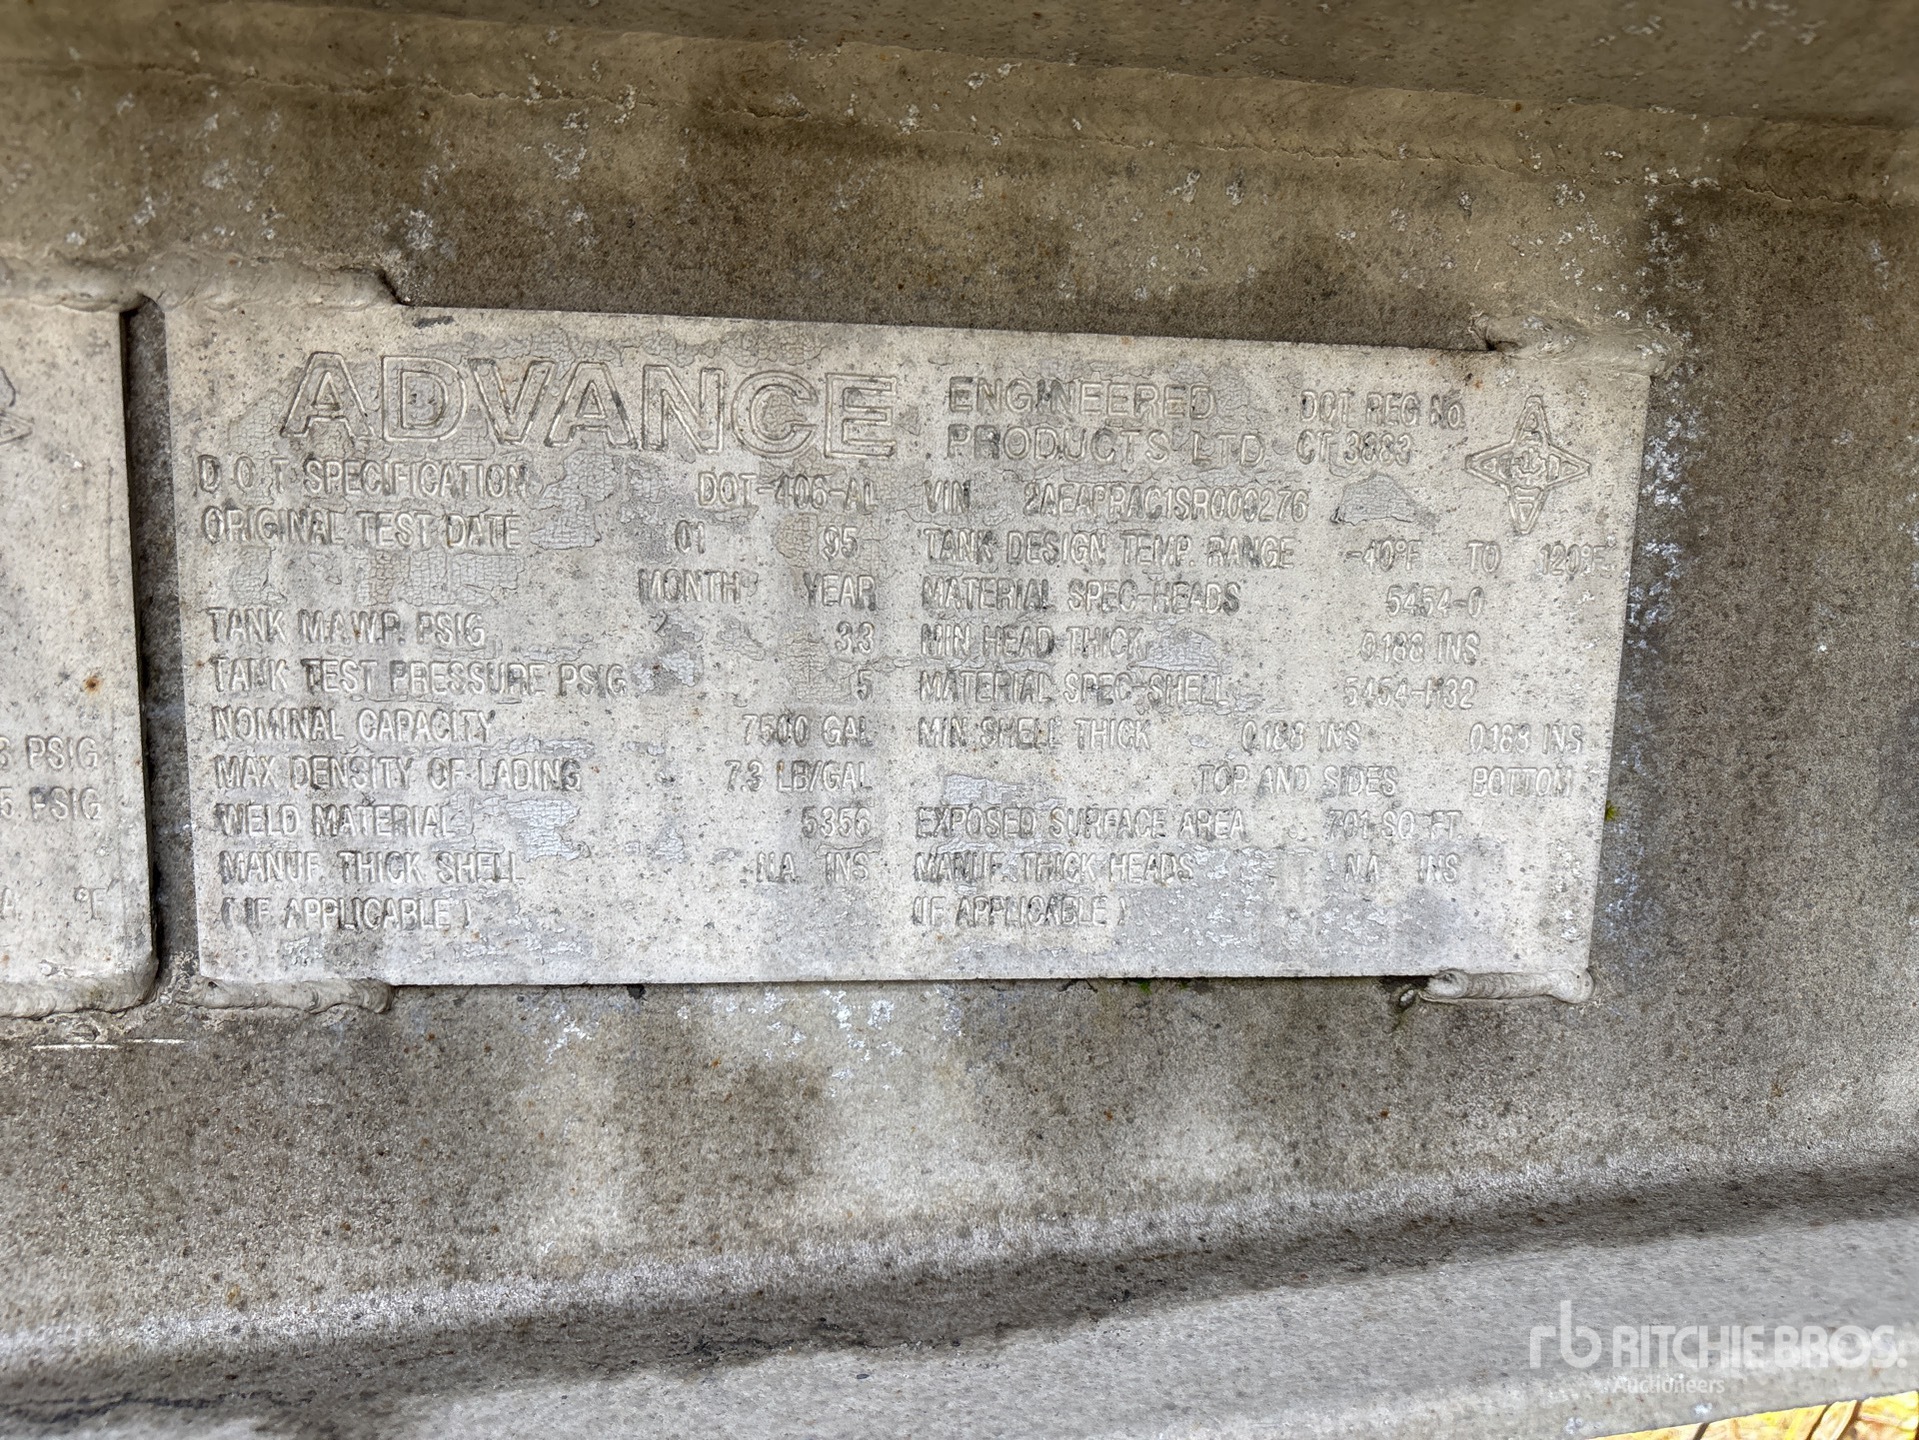 ADVANCE ENGINEERED PRODUCTS LTD. DOT REG No. CT 3883
D O T SPECIFICATION DOT-406-AL
ORIGINAL TEST DATE 01 95
MONTH YEAR
TANK M.A.W.P. PSIG 3.3
TANK TEST PRESSURE PSIG 5
NOMINAL CAPACITY 7500 GAL
MAX DENSITY OF LADING 7.3 LB/GAL
WELD MATERIAL 5356
MANUF. THICK SHELL NA INS
( IF APPLICABLE )
VIN 2AEAPRAC1SR000276
TANK DESIGN TEMP. RANGE -40°F TO 120°F
MATERIAL SPEC-HEADS 5454-0
MIN HEAD THICK 0.188 INS
MATERIAL SPEC-SHELL 5454-H32
MIN SHELL THICK 0.188 INS 0.188 INS
TOP AND SIDES BOTTOM
EXPOSED SURFACE AREA 701 SQ FT
MANUF. THICK HEADS NA INS
(IF APPLICABLE )
PSIG
5 PSIG
°F
rb RITCHIE BROS.
Auctioneers